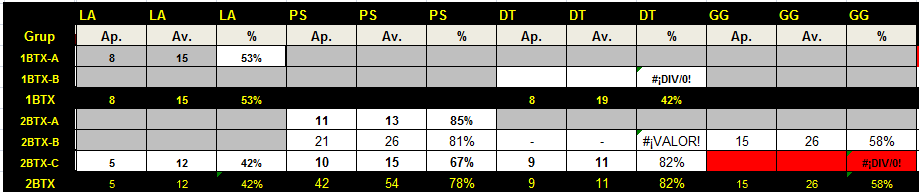 LA LA LA PS PS PS DT DT DT GG GG GG
Grup Ap. Av. % Ap. Av. % Ap. Av. % Ap. Av. %
1BTX-A 8 15 53%
1BTX-B #¡DIV/0!
1BTX 8 15 53% 8 19 42%
2BTX-A 11 13 85%
2BTX-B 21 26 81% - - #¡VALOR! 15 26 58%
2BTX-C 5 12 42% 10 15 67% 9 11 82% #¡DIV/0!
2BTX 5 12 42% 42 54 78% 9 11 82% 15 26 58%